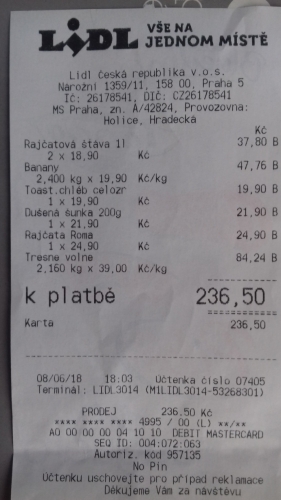 LIDL VŠE NA
JEDNOM MÍSTĚ
Lidl Česká republika v.o.s.
Nárožní 1359/11, 158 00, Praha 5
IČ: 26178541, DIČ: CZ26178541
MS Praha, zn. A/42824, Provozovna:
Holice, Hradecká
Kč
Rajčatová šťáva 1l 37,80 B
2 x 18,90 Kč
Banany 47,76 B
2,400 kg x 19,90 Kč/kg
Toast.chléb celozr 19,90 B
1 x 19,90 Kč
Dušená šunka 200g 21,90 B
1 x 21,90 Kč
Rajčata Roma 24,90 B
1 x 24,90 Kč
Tresne volne 84,24 B
2,160 kg x 39,00 Kč/kg
k platbě 236,50
Karta 236,50
08/06/18 18:03 Účtenka číslo 07405
Terminál: LIDL3014 (M1LIDL3014-53268301)
PRODEJ 236.50 Kč
**** **** **** 4995 / 00 (L) **/**
A0 00 00 00 04 10 10 DEBIT MASTERCARD
SEQ ID: 004:072:063
Autoriz. kod 957135
No Pin
Účtenku uschovejte pro případ reklamace
Děkujeme Vám za návštěvu